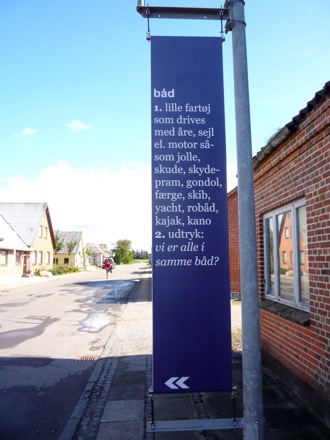 båd
1. lille fartøj
som drives
med åre, sejl
el. motor så-
som jolle,
skude, skyde-
pram, gondol,
færge, skib,
yacht, robåd,
kajak, kano
2. udtryk:
vi er alle i
samme båd?